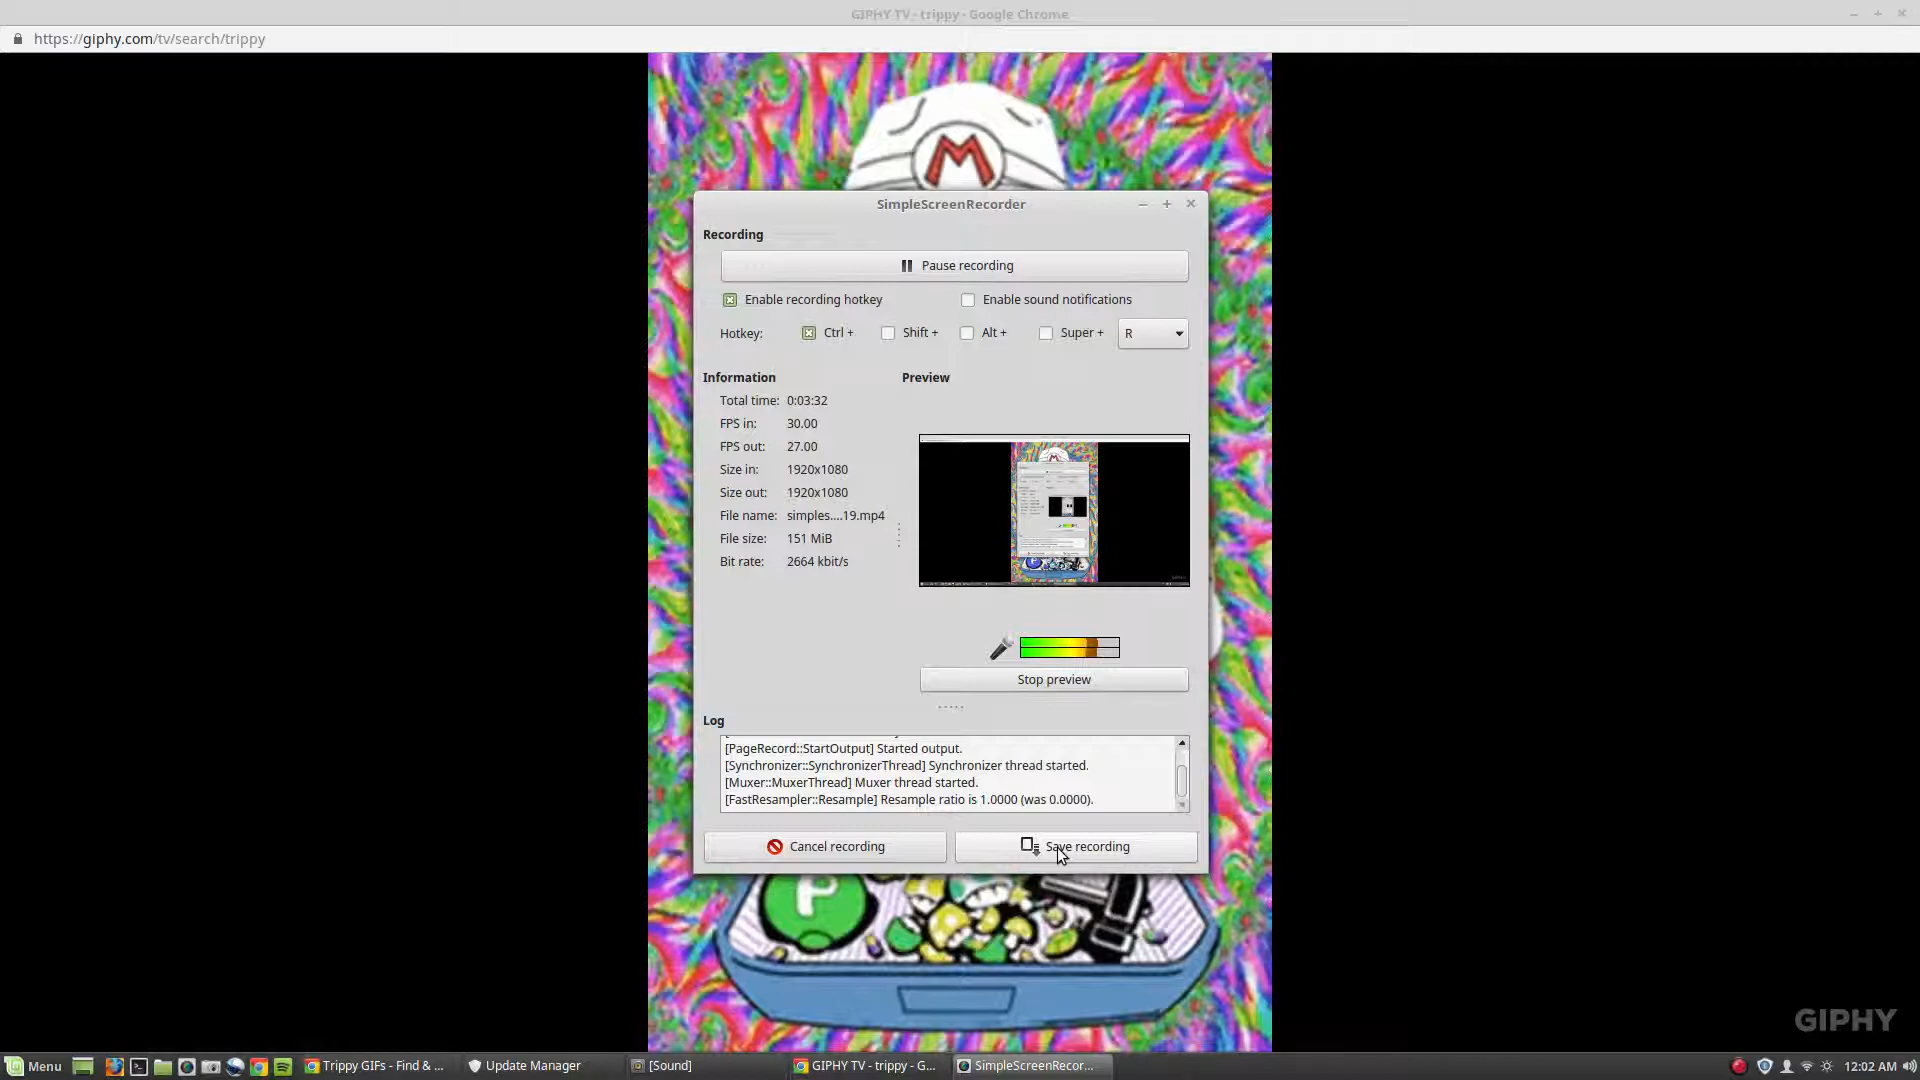 GIPHY TV - trippy - Google Chrome
https://giphy.com/tv/search/trippy
M
SimpleScreenRecorder
Recording
Pause recording
Enable recording hotkey
Enable sound notifications
Hotkey: Ctrl + Shift + Alt + Super + R
Information
Preview
Total time: 0:03:32
FPS in: 30.00
FPS out: 27.00
Size in: 1920x1080
Size out: 1920x1080
File name: simples....19.mp4
File size: 151 MiB
Bit rate: 2664 kbit/s
Stop preview
Log
[PageRecord::StartOutput] Started output.
[Synchronizer::SynchronizerThread] Synchronizer thread started.
[Muxer::MuxerThread] Muxer thread started.
[FastResampler::Resample] Resample ratio is 1.0000 (was 0.0000).
Cancel recording
Save recording
P
GIPHY
Menu
Trippy GIFs - Find & ...
Update Manager
[Sound]
GIPHY TV - trippy - G...
SimpleScreenRecor...
12:02 AM